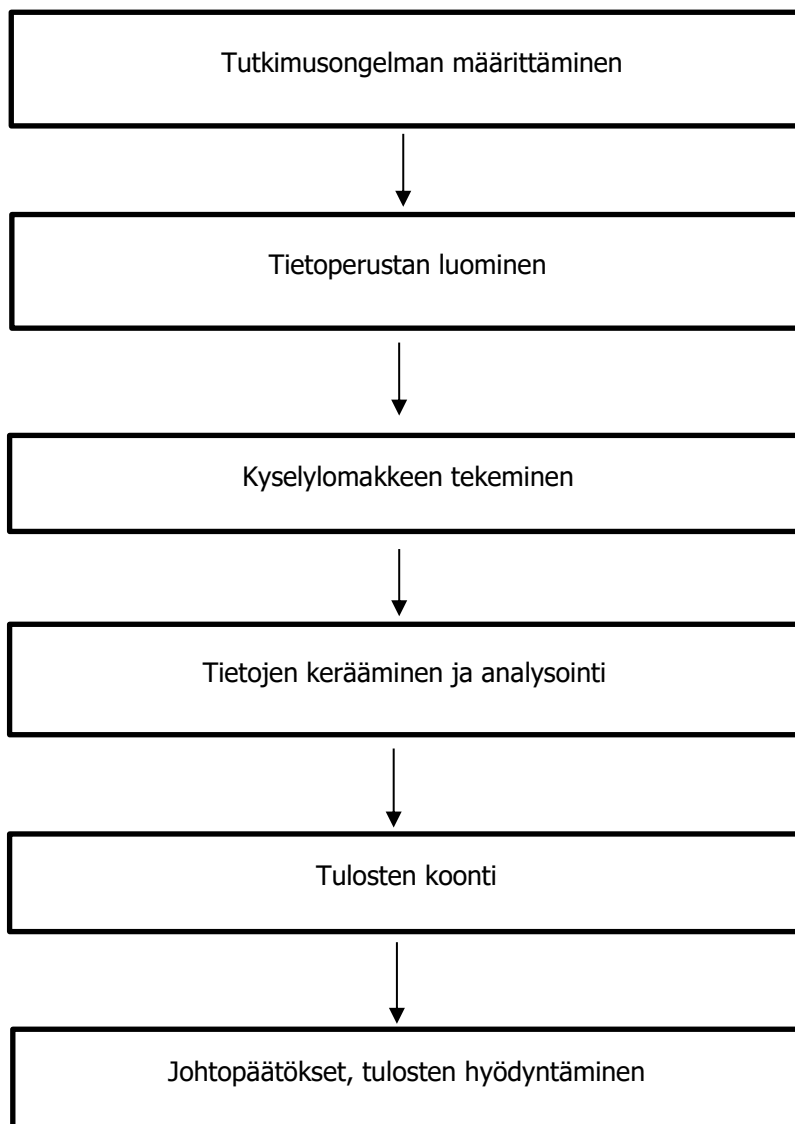 Tutkimusongelman määrittäminen
Tietoperustan luominen
Kyselylomakkeen tekeminen
Tietojen kerääminen ja analysointi
Tulosten koonti
Johtopäätökset, tulosten hyödyntäminen